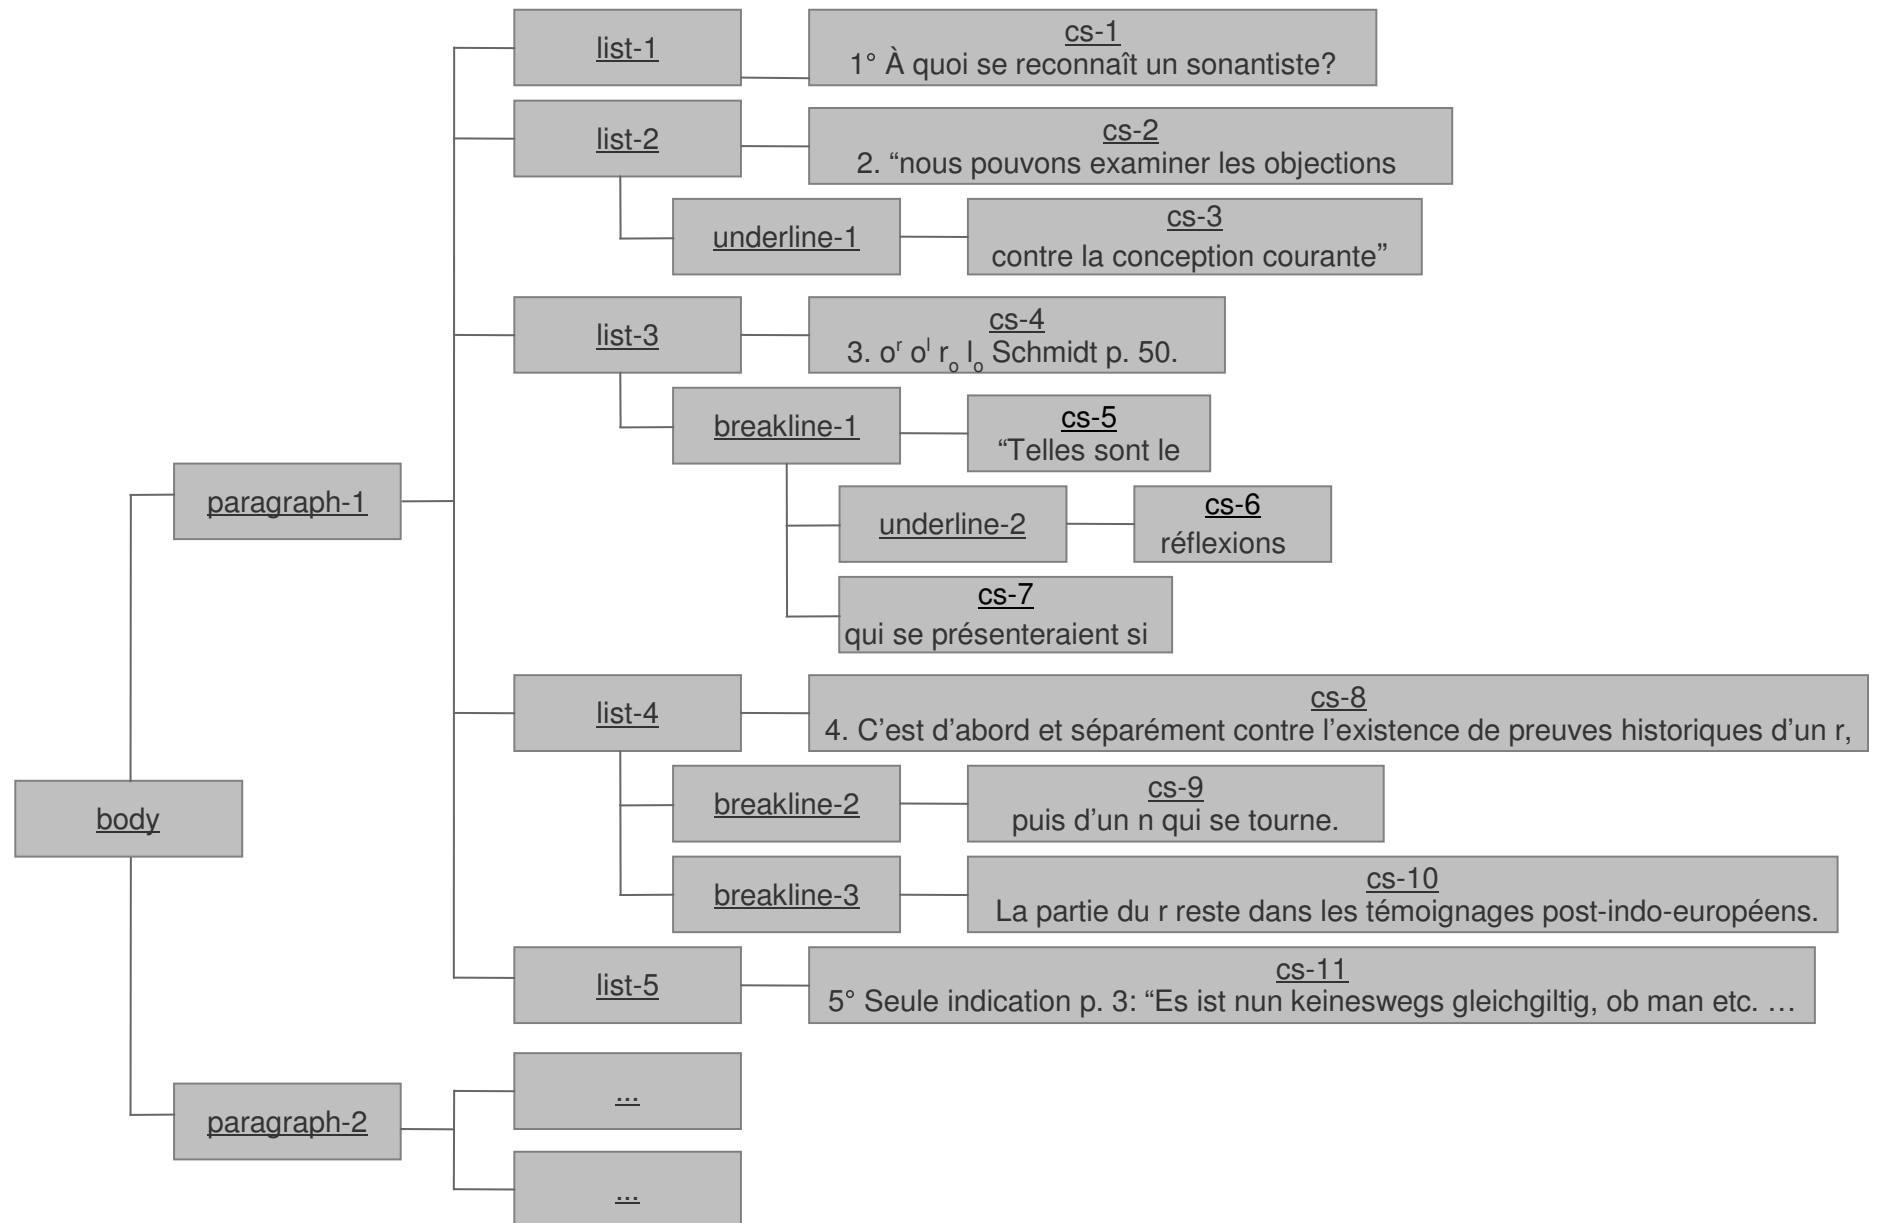 list-1
cs-1
1° À quoi se reconnaît un sonantiste?
list-2
cs-2
2. “nous pouvons examiner les objections
underline-1
cs-3
contre la conception courante”
list-3
cs-4
3. oʳ oˡ r̥ l̥ Schmidt p. 50.
breakline-1
cs-5
“Telles sont le
underline-2
cs-6
réflexions
cs-7
qui se présenteraient si
paragraph-1
list-4
cs-8
4. C’est d’abord et séparément contre l’existence de preuves historiques d’un r,
breakline-2
cs-9
puis d’un n qui se tourne.
breakline-3
cs-10
La partie du r reste dans les témoignages post-indo-européens.
list-5
cs-11
5° Seule indication p. 3: “Es ist nun keineswegs gleichgiltig, ob man etc. …
body
paragraph-2
...
...